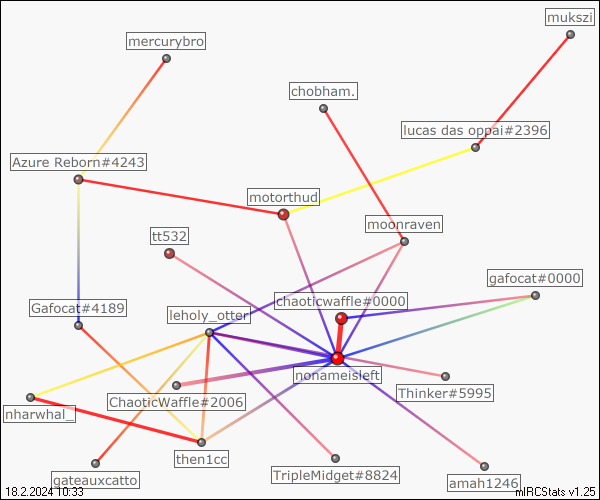 mukszi
mercurybro
chobham.
lucas das oppai#2396
Azure Reborn#4243
motorthud
moonraven
tt532
gafocat#0000
chaoticwaffle#0000
Gafocat#4189
leholy_otter
nonameisleft
Thinker#5995
ChaoticWaffle#2006
nharwhal_
then1cc
gateauxcatto
TripleMidget#8824
amah1246
18.2.2024 10:33
mIRCStats v1.25